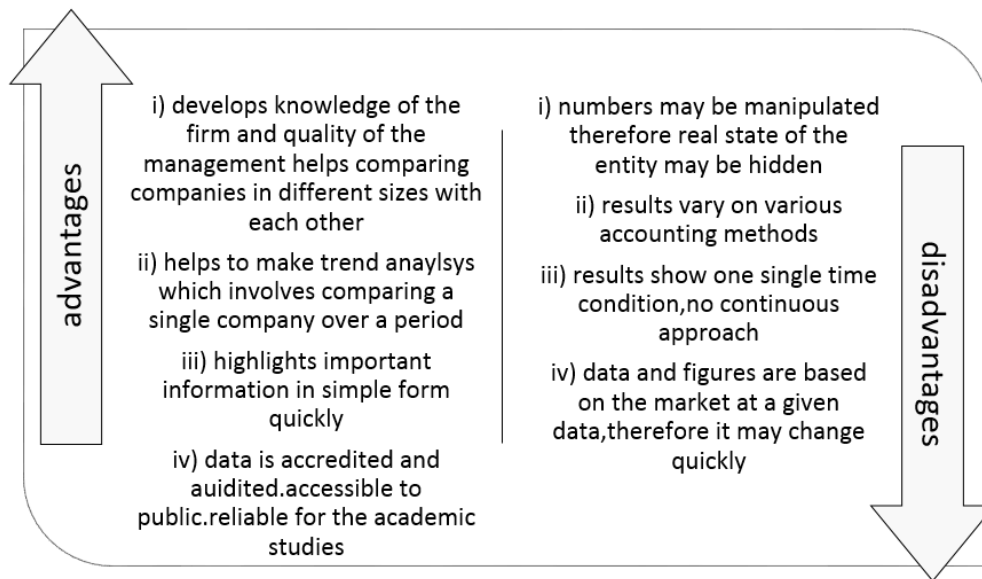 advantages
i) develops knowledge of the
firm and quality of the
management helps comparing
companies in different sizes with
each other
ii) helps to make trend anaylsys
which involves comparing a
single company over a period
iii) highlights important
information in simple form
quickly
iv) data is accredited and
auidited.accessible to
public.reliable for the academic
studies
i) numbers may be manipulated
therefore real state of the
entity may be hidden
ii) results vary on various
accounting methods
iii) results show one single time
condition,no continuous
approach
iv) data and figures are based
on the market at a given
data,therefore it may change
quickly
disadvantages